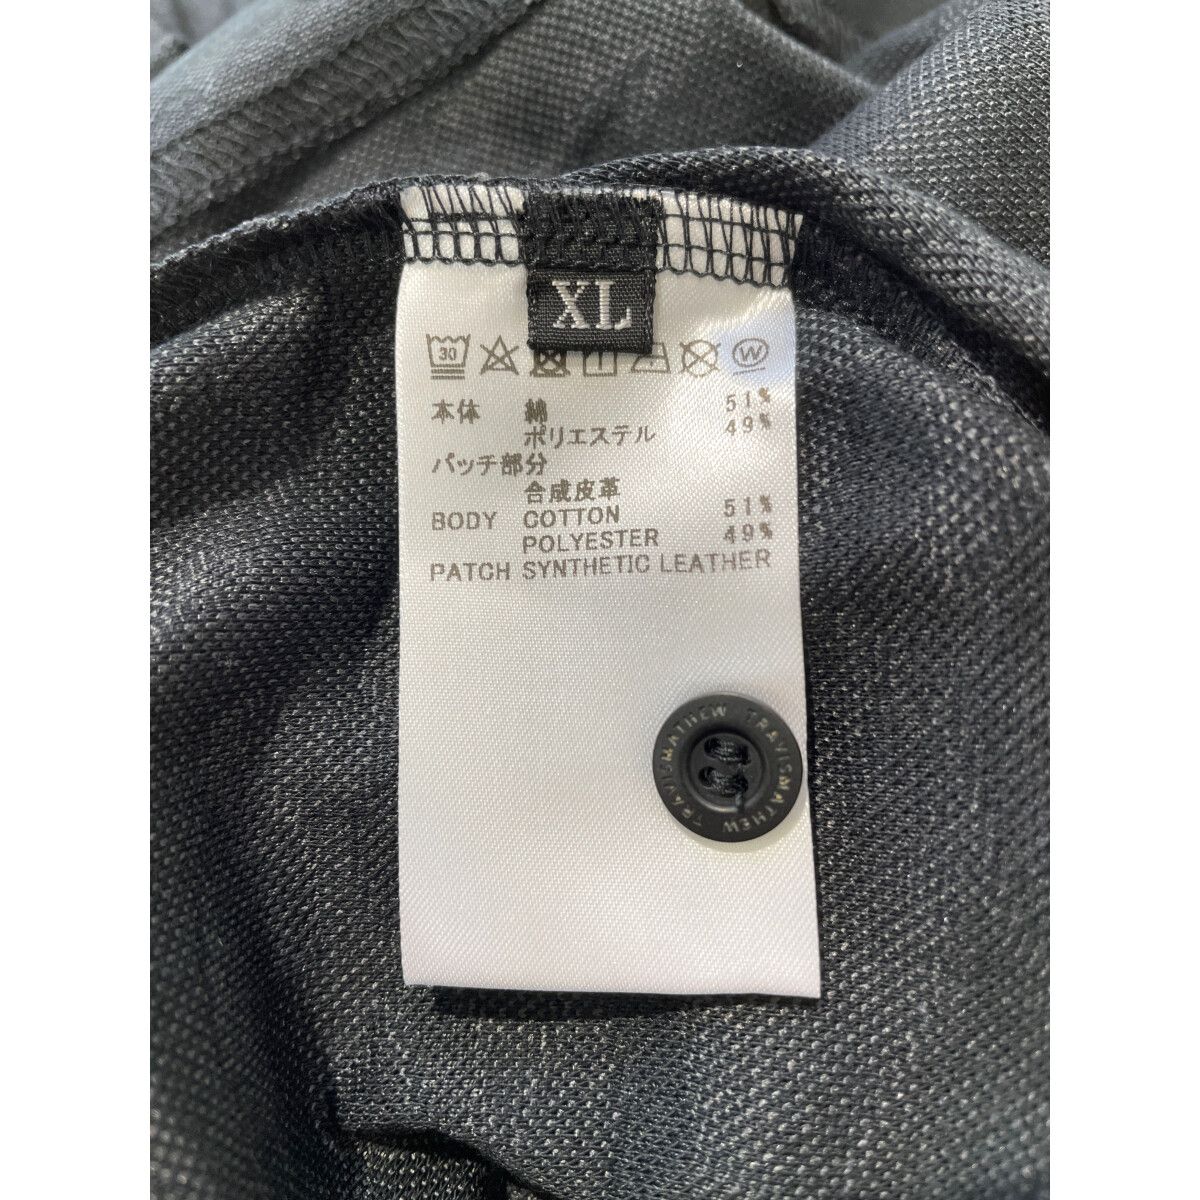 XL
30
W
本体 綿 51%
ポリエステル 49%
パッチ部分
合成皮革
BODY COTTON 51%
POLYESTER 49%
PATCH SYNTHETIC LEATHER
TRAVISMATHEW TRAVISMATHEW